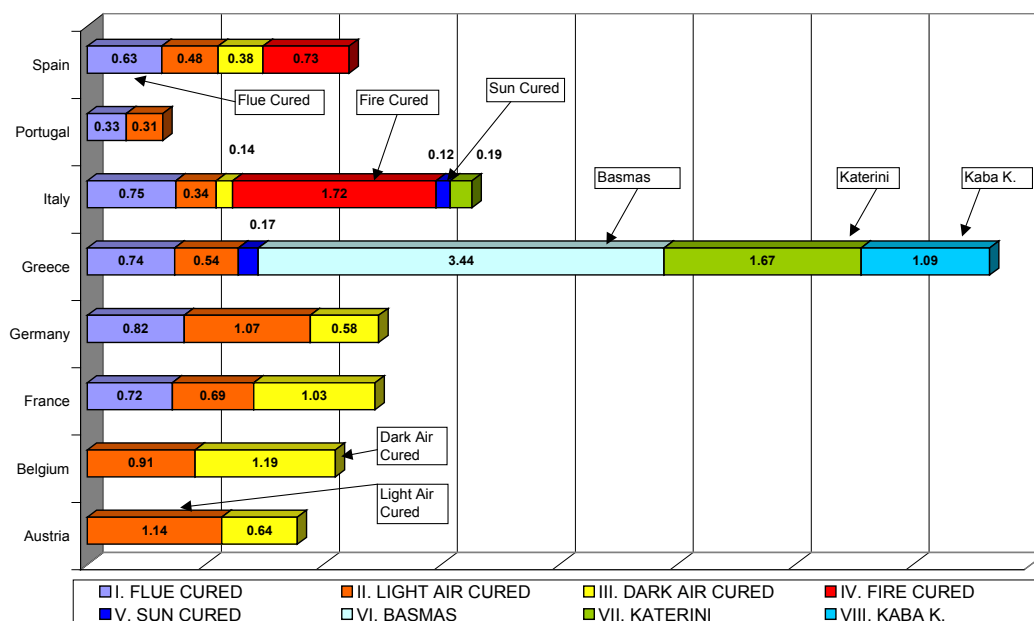 Spain
0.63
0.48
0.38
0.73
Flue Cured
Fire Cured
Sun Cured
Portugal
0.33
0.31
0.14
0.12
0.19
Italy
0.75
0.34
1.72
Basmas
Katerini
Kaba K.
0.17
Greece
0.74
0.54
3.44
1.67
1.09
Germany
0.82
1.07
0.58
France
0.72
0.69
1.03
Dark Air
Cured
Belgium
0.91
1.19
Light Air
Cured
Austria
1.14
0.64
I. FLUE CURED
II. LIGHT AIR CURED
III. DARK AIR CURED
IV. FIRE CURED
V. SUN CURED
VI. BASMAS
VII. KATERINI
VIII. KABA K.